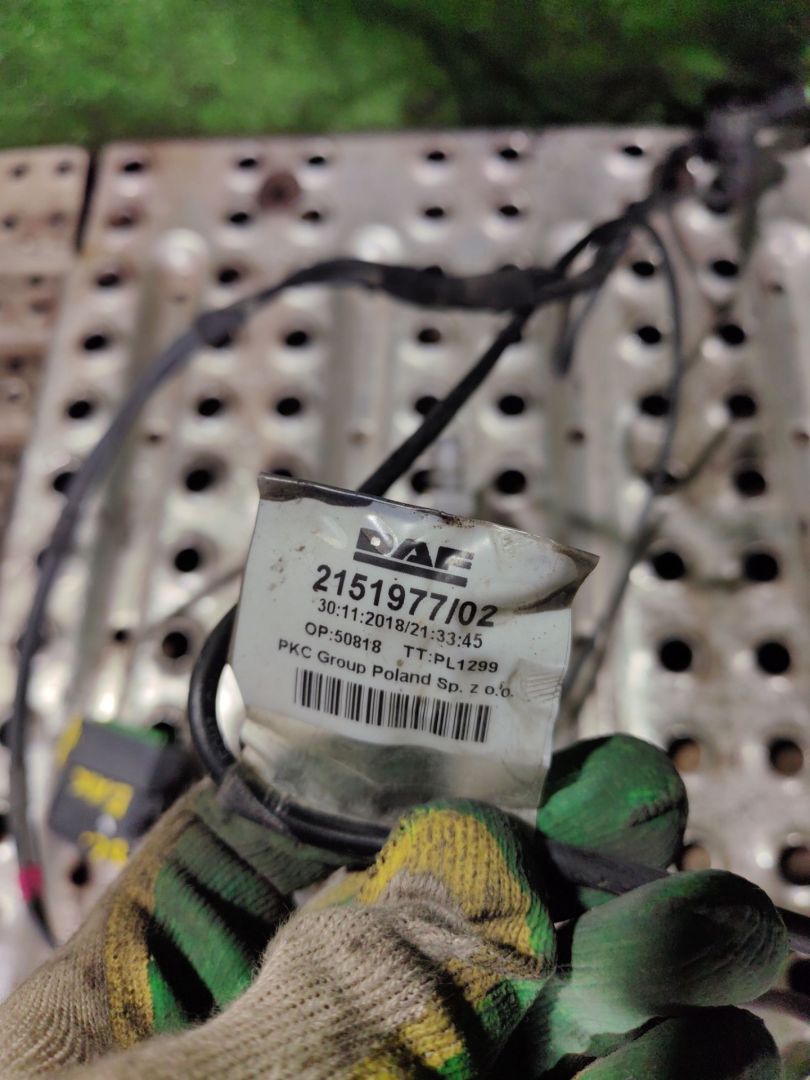 DAF
2151977/02
30:11:2018/21:33:45
OP:50818 TT:PL1299
PKC Group Poland Sp. z o.o.